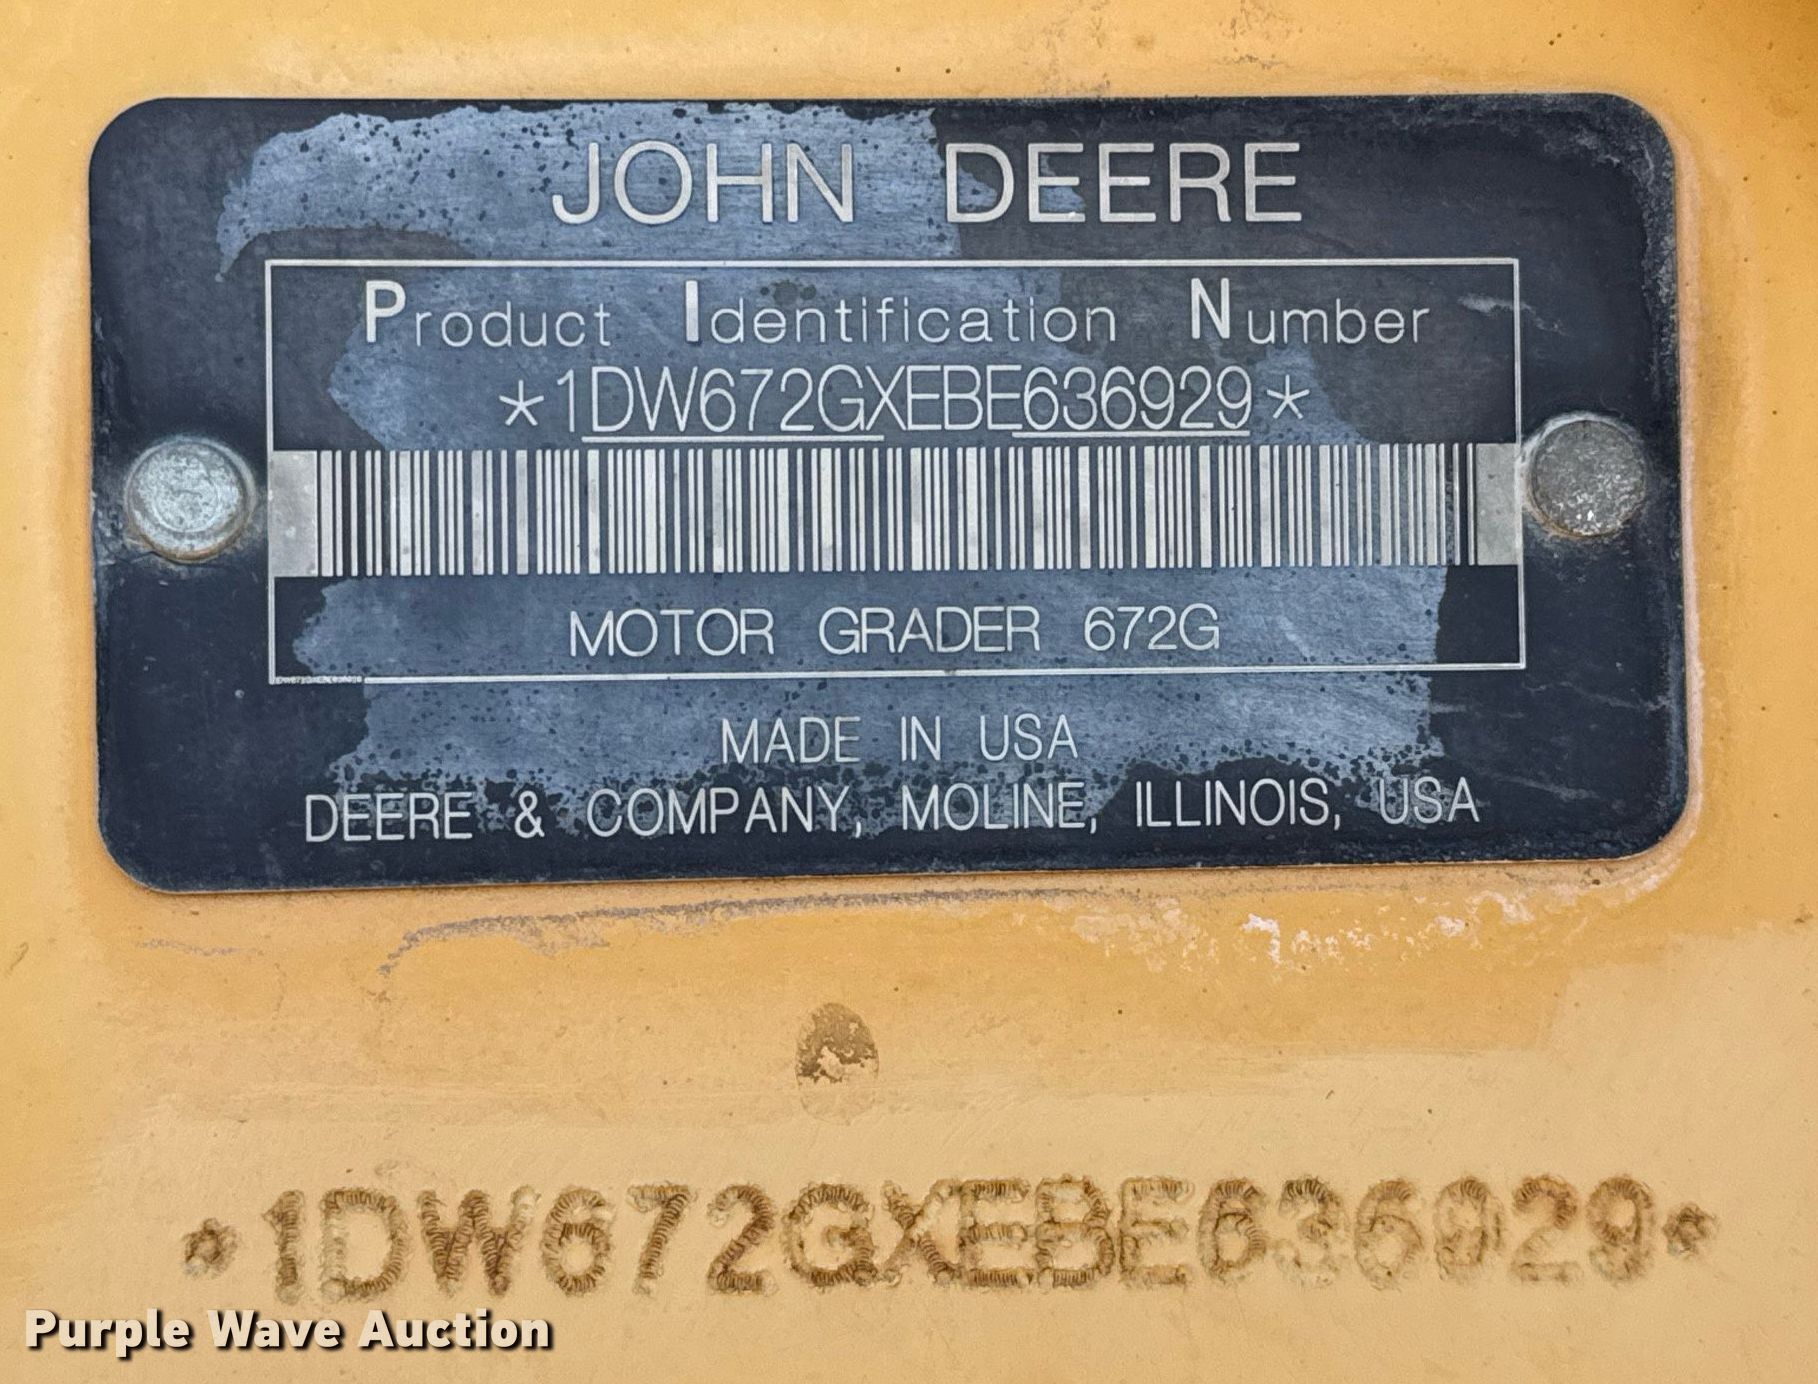 JOHN DEERE
Product Identification Number
*1DW672GXEBE636929*
MOTOR GRADER 672G
MADE IN USA
DEERE & COMPANY, MOLINE, ILLINOIS, USA
*1DW672GXEBE636929*
Purple Wave Auction